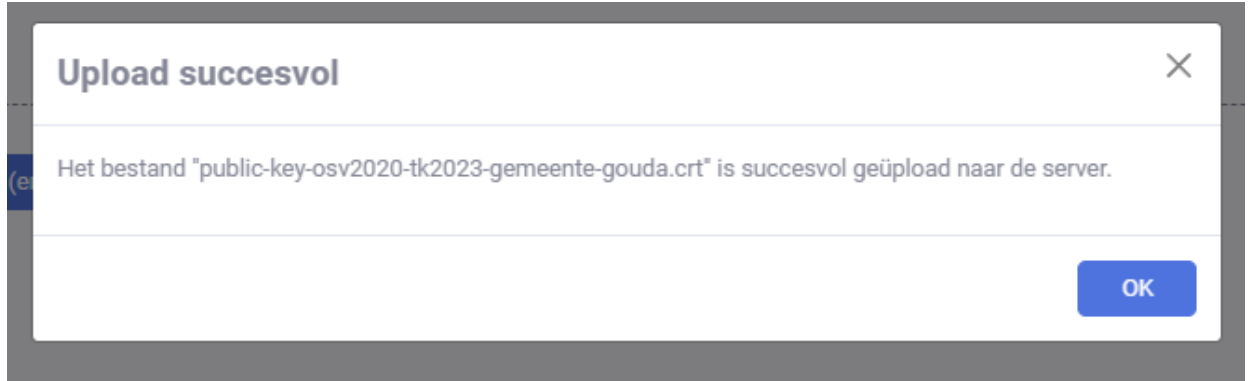 Upload succesvol
Het bestand "public-key-osv2020-tk2023-gemeente-gouda.crt" is succesvol geüpload naar de server.
OK